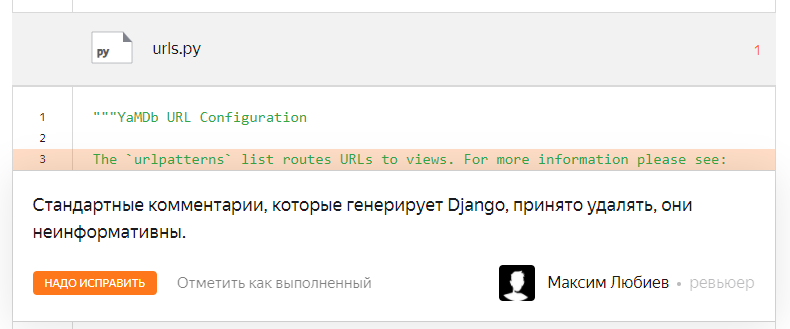 py urls.py 1
1 """YaMDb URL Configuration
2
3 The `urlpatterns` list routes URLs to views. For more information please see:
Стандартные комментарии, которые генерирует Django, принято удалять, они
неинформативны.
НАДО ИСПРАВИТЬ Отметить как выполненный Максим Любиев • ревьюер